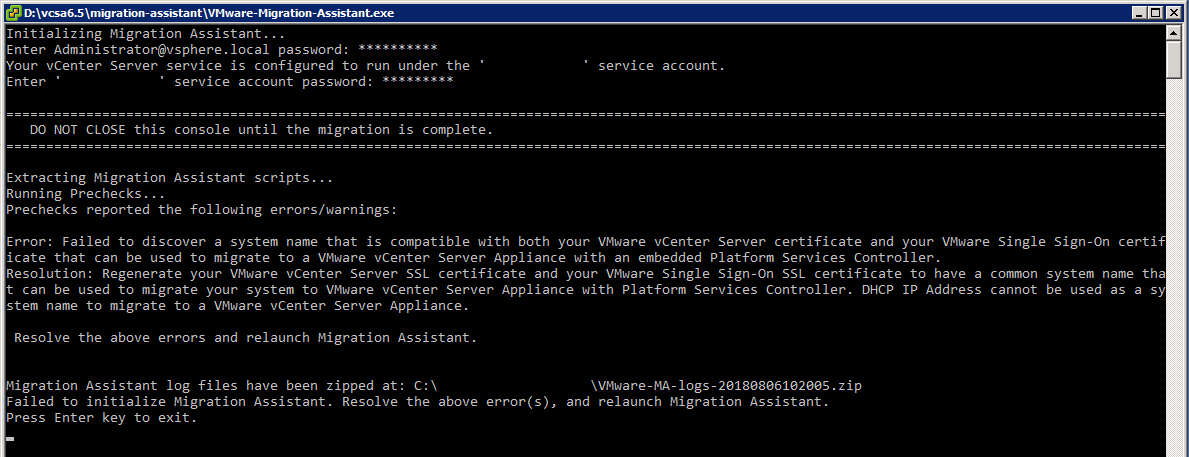 D:\vcsa6.5\migration-assistant\VMware-Migration-Assistant.exe
Initializing Migration Assistant...
Enter Administrator@vsphere.local password: **********
Your vCenter Server service is configured to run under the ' ' service account.
Enter ' ' service account password: *********
================================================================================================================================================
DO NOT CLOSE this console until the migration is complete.
================================================================================================================================================
Extracting Migration Assistant scripts...
Running Prechecks...
Prechecks reported the following errors/warnings:
Error: Failed to discover a system name that is compatible with both your VMware vCenter Server certificate and your VMware Single Sign-On certif
icate that can be used to migrate to a VMware vCenter Server Appliance with an embedded Platform Services Controller.
Resolution: Regenerate your VMware vCenter Server SSL certificate and your VMware Single Sign-On SSL certificate to have a common system name tha
t can be used to migrate your system to VMware vCenter Server Appliance with Platform Services Controller. DHCP IP Address cannot be used as a sy
stem name to migrate to a VMware vCenter Server Appliance.
Resolve the above errors and relaunch Migration Assistant.
Migration Assistant log files have been zipped at: C:\ \VMware-MA-logs-20180806102005.zip
Failed to initialize Migration Assistant. Resolve the above error(s), and relaunch Migration Assistant.
Press Enter key to exit.